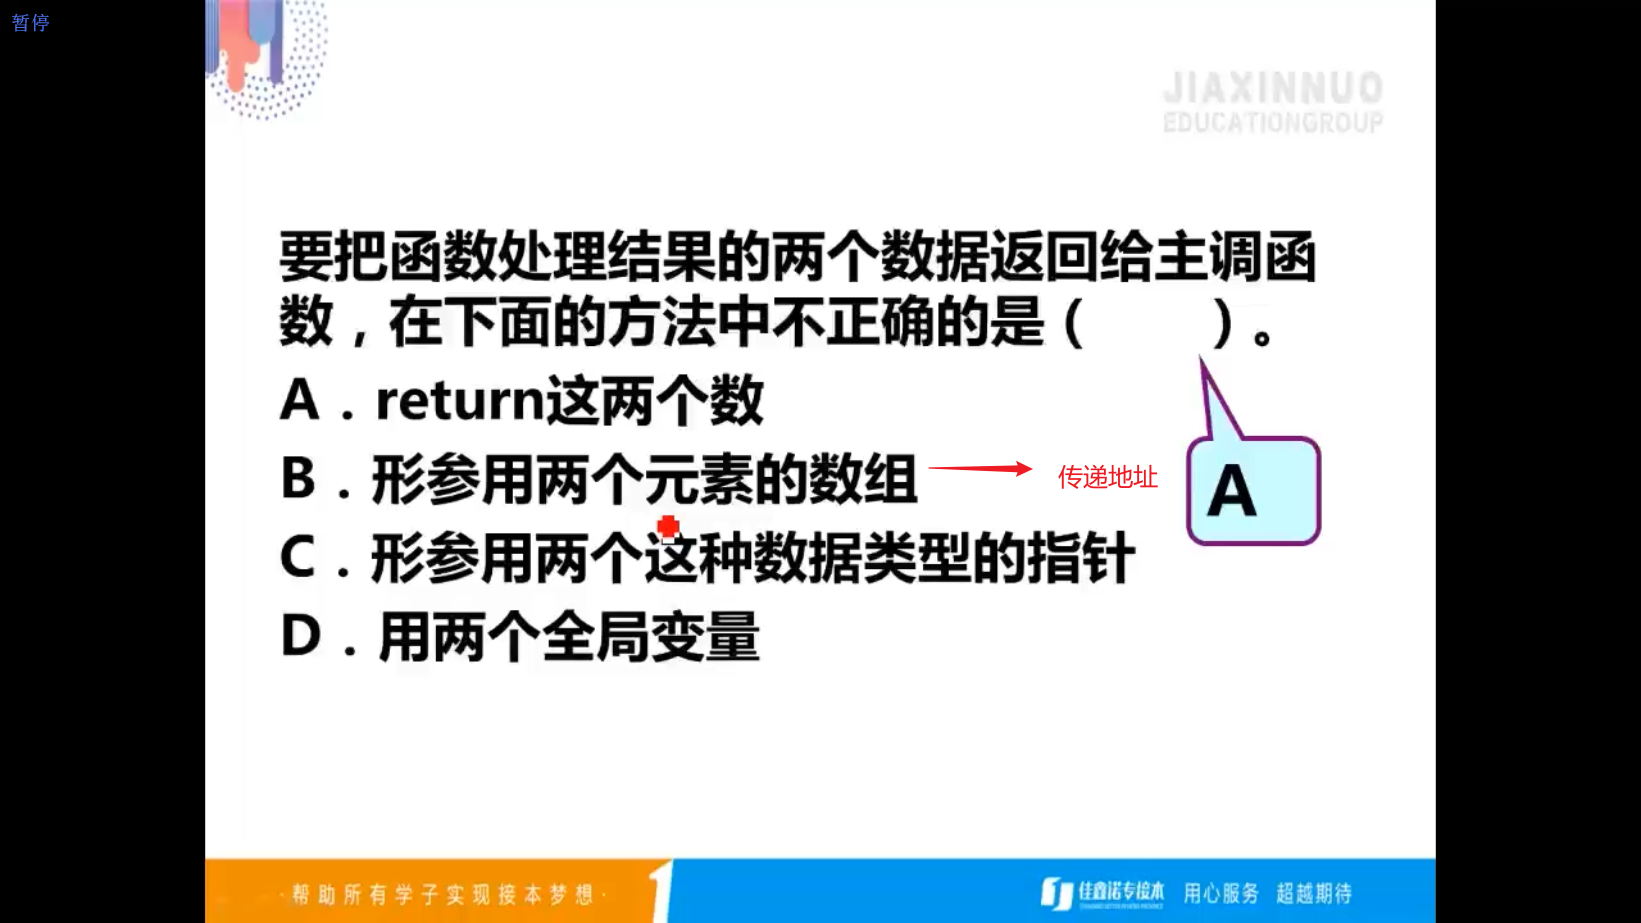 暂停
JIAXINNUO
EDUCATIONGROUP
要把函数处理结果的两个数据返回给主调函
数，在下面的方法中不正确的是（　　）。
A．return这两个数
B．形参用两个元素的数组
传递地址
A
C．形参用两个这种数据类型的指针
D．用两个全局变量
·帮助所有学子实现接本梦想·
1
佳鑫诺专接本
用心服务 超越期待